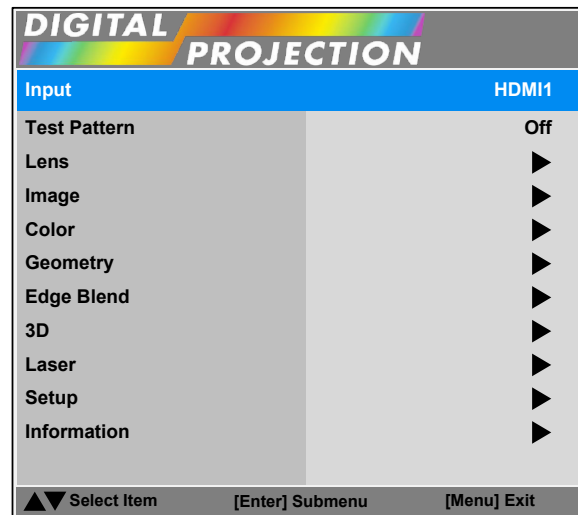 DIGITAL
PROJECTION
Input HDMI1
Test Pattern Off
Lens
Image
Color
Geometry
Edge Blend
3D
Laser
Setup
Information
Select Item [Enter] Submenu [Menu] Exit